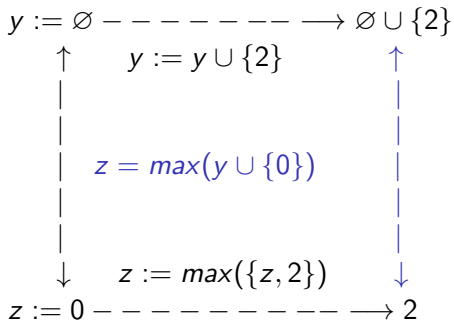 y := ∅ ∅ ∪ {2}
y := y ∪ {2}
z = max(y ∪ {0})
z := max({z, 2})
z := 0 2